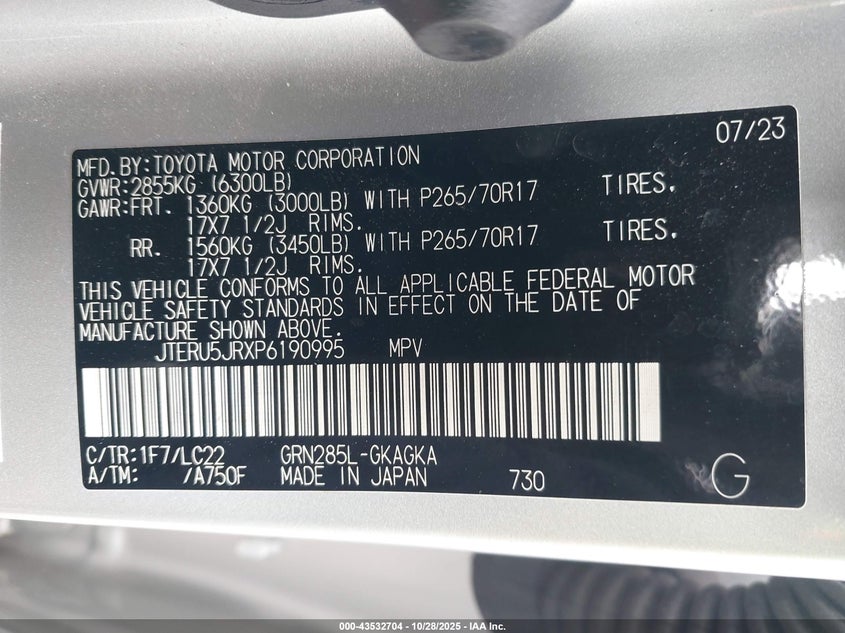 07/23
MFD.BY:TOYOTA MOTOR CORPORATION
GVWR:2855KG (6300LB)
GAWR:FRT. 1360KG (3000LB) WITH P265/70R17 TIRES.
17X7 1/2J RIMS.
RR. 1560KG (3450LB) WITH P265/70R17 TIRES.
17X7 1/2J RIMS.
THIS VEHICLE CONFORMS TO ALL APPLICABLE FEDERAL MOTOR
VEHICLE SAFETY STANDARDS IN EFFECT ON THE DATE OF
MANUFACTURE SHOWN ABOVE.
JTERU5JRXP6190995 MPV
C/TR:1F7/LC22 GRN285L-GKAGKA
A/TM: /A750F MADE IN JAPAN 730 G
000-43532704 - 10/28/2025 - IAA Inc.